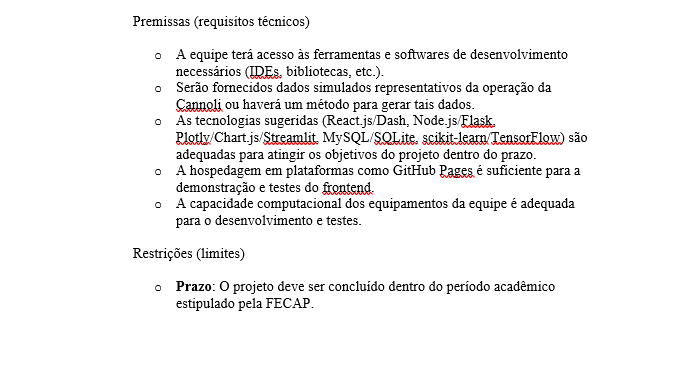 Premissas (requisitos técnicos)
o A equipe terá acesso às ferramentas e softwares de desenvolvimento
necessários (IDEs, bibliotecas, etc.).
o Serão fornecidos dados simulados representativos da operação da
Cannoli ou haverá um método para gerar tais dados.
o As tecnologias sugeridas (React.js/Dash, Node.js/Flask,
Plotly/Chart.js/Streamlit, MySQL/SQLite, scikit-learn/TensorFlow) são
adequadas para atingir os objetivos do projeto dentro do prazo.
o A hospedagem em plataformas como GitHub Pages é suficiente para a
demonstração e testes do frontend.
o A capacidade computacional dos equipamentos da equipe é adequada
para o desenvolvimento e testes.
Restrições (limites)
o Prazo: O projeto deve ser concluído dentro do período acadêmico
estipulado pela FECAP.